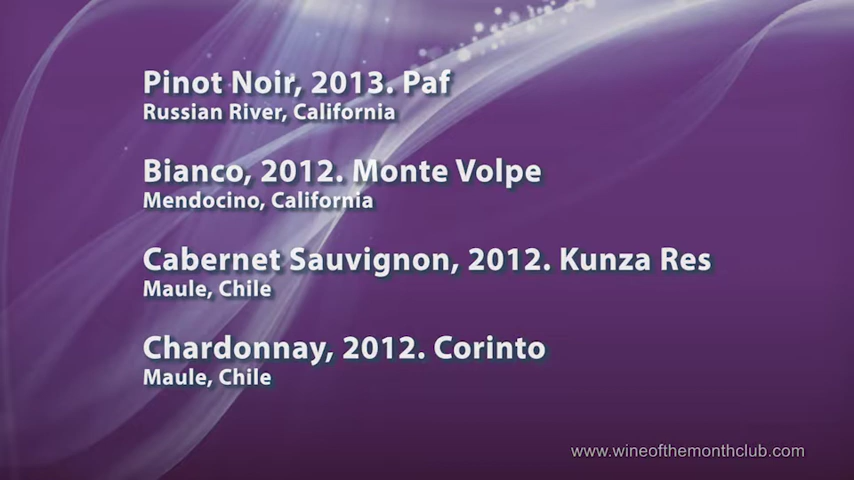 Pinot Noir, 2013. Paf
Russian River, California
Bianco, 2012. Monte Volpe
Mendocino, California
Cabernet Sauvignon, 2012. Kunza Res
Maule, Chile
Chardonnay, 2012. Corinto
Maule, Chile
www.wineofthemonthclub.com